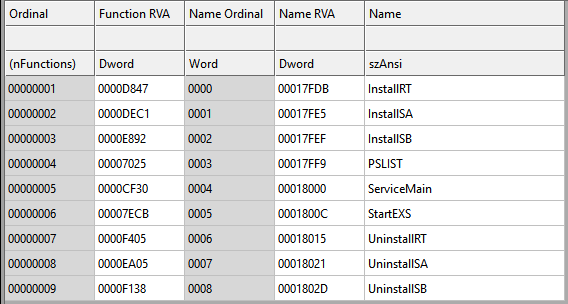 Ordinal Function RVA Name Ordinal Name RVA Name
(nFunctions) Dword Word Dword szAnsi
00000001 0000D847 0000 00017FDB InstallRT
00000002 0000DEC1 0001 00017FE5 InstallSA
00000003 0000E892 0002 00017FEF InstallSB
00000004 00007025 0003 00017FF9 PSLIST
00000005 0000CF30 0004 00018000 ServiceMain
00000006 00007ECB 0005 0001800C StartEXS
00000007 0000F405 0006 00018015 UninstallRT
00000008 0000EA05 0007 00018021 UninstallSA
00000009 0000F138 0008 0001802D UninstallSB